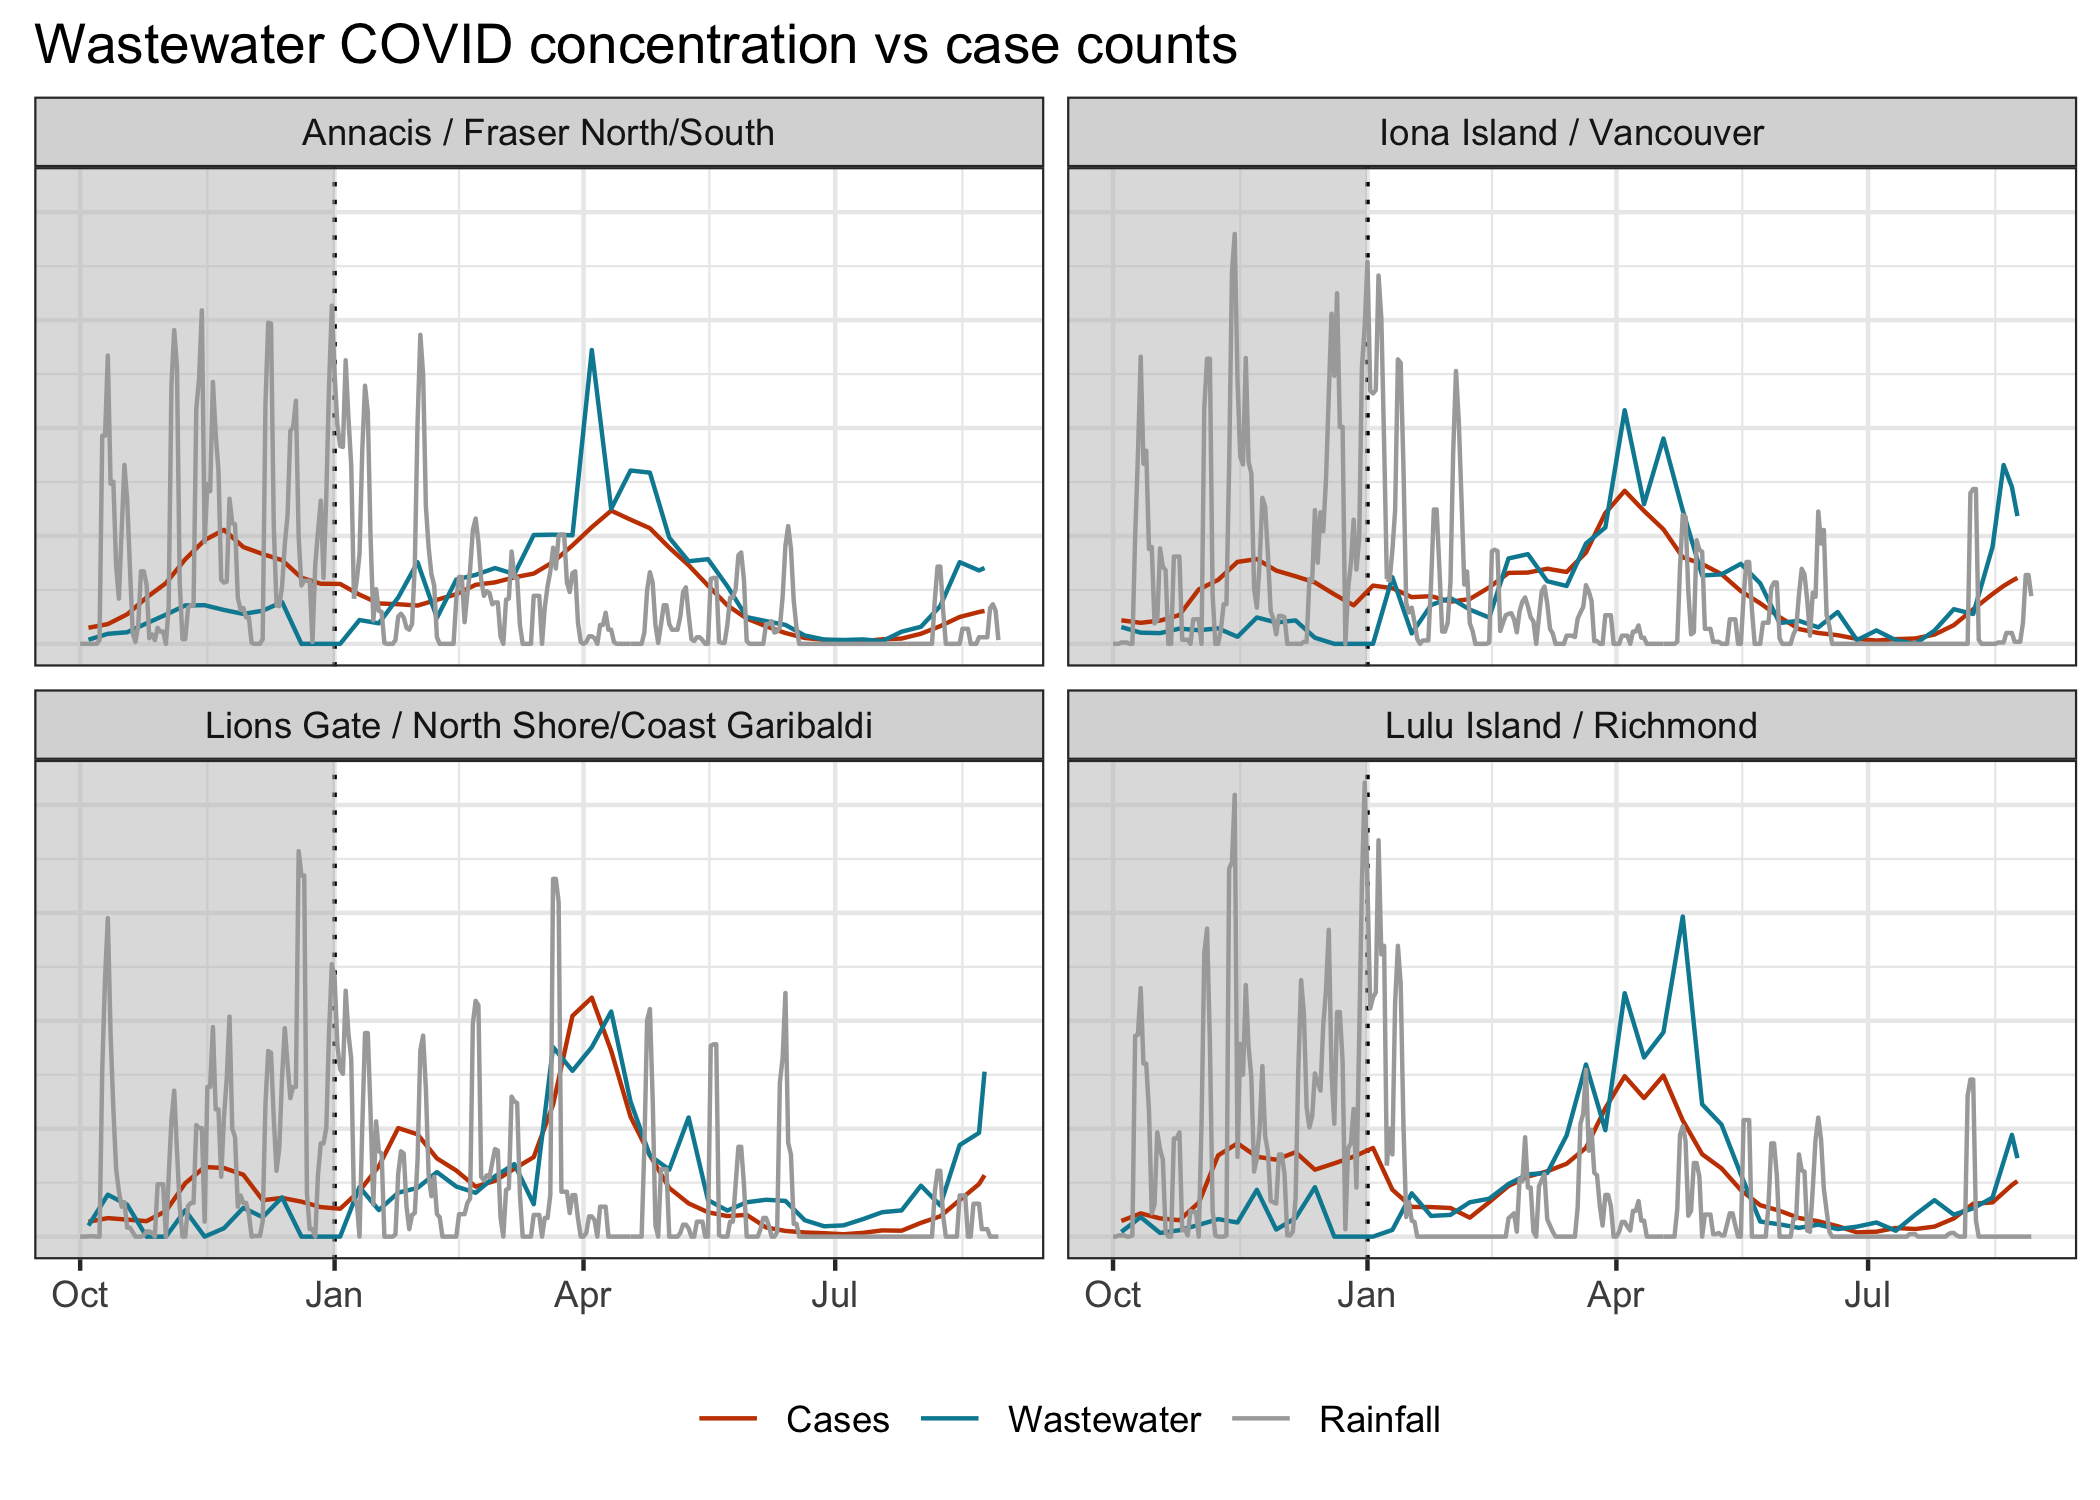 Wastewater COVID concentration vs case counts
Annacis / Fraser North/South
Iona Island / Vancouver
Lions Gate / North Shore/Coast Garibaldi
Lulu Island / Richmond
Oct Jan Apr Jul
Oct Jan Apr Jul
Cases Wastewater Rainfall